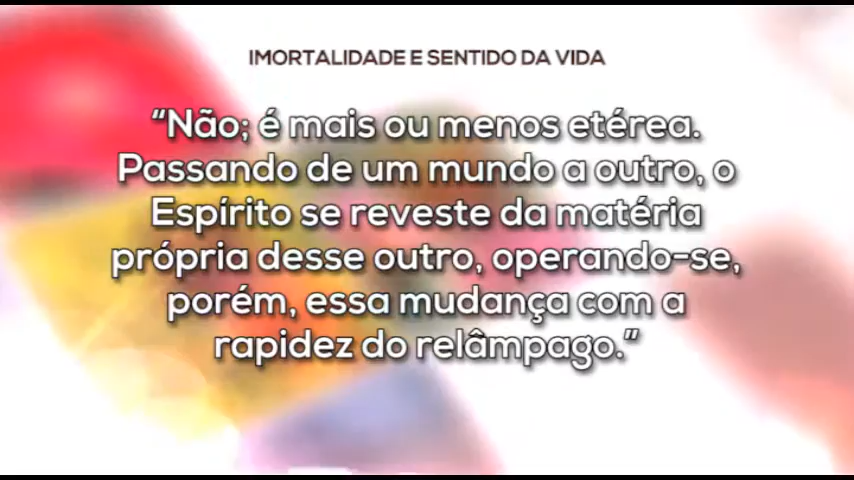 IMORTALIDADE E SENTIDO DA VIDA
“Não; é mais ou menos etérea.
Passando de um mundo a outro, o
Espírito se reveste da matéria
própria desse outro, operando-se,
porém, essa mudança com a
rapidez do relâmpago.”